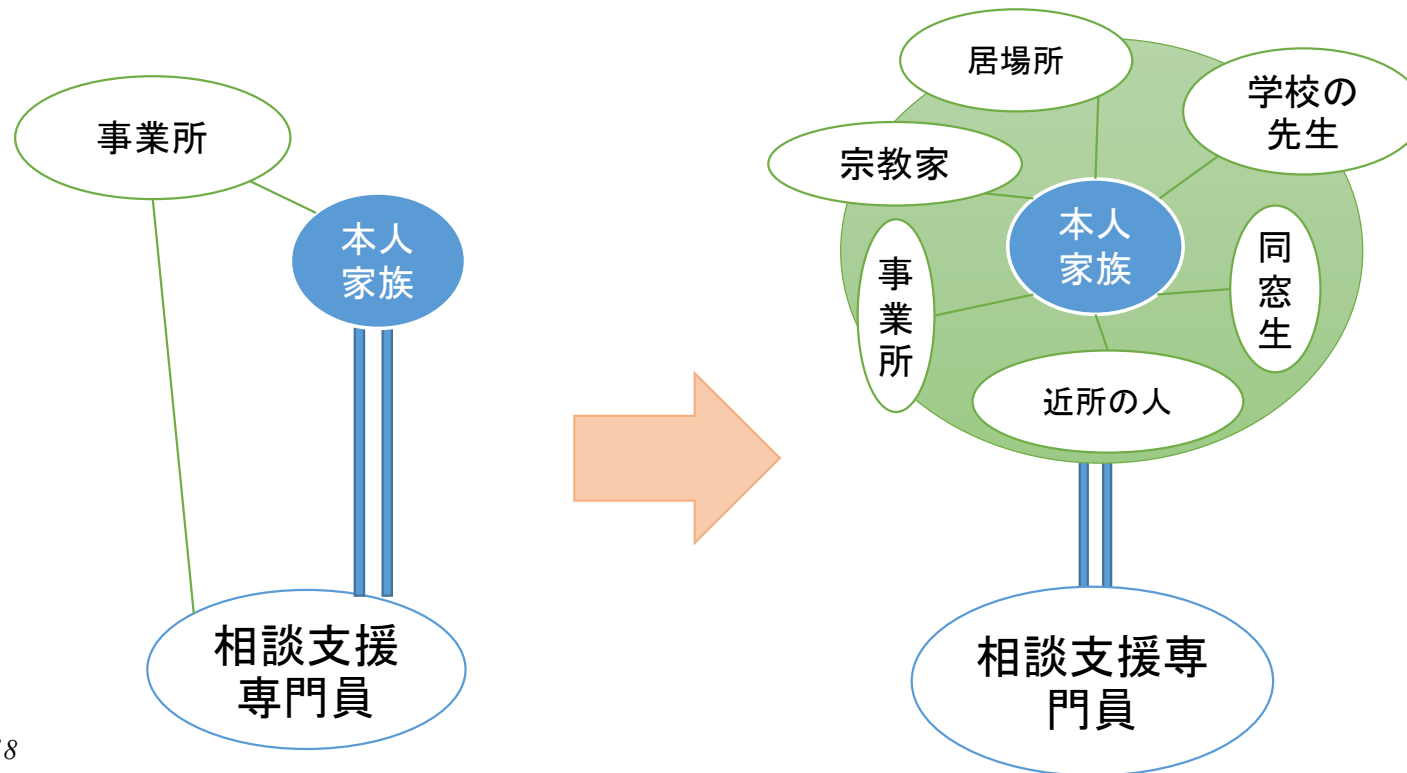 事業所
本人
家族
相談支援
専門員
居場所
学校の
先生
宗教家
本人
家族
事業所
同窓生
近所の人
相談支援専
門員
8